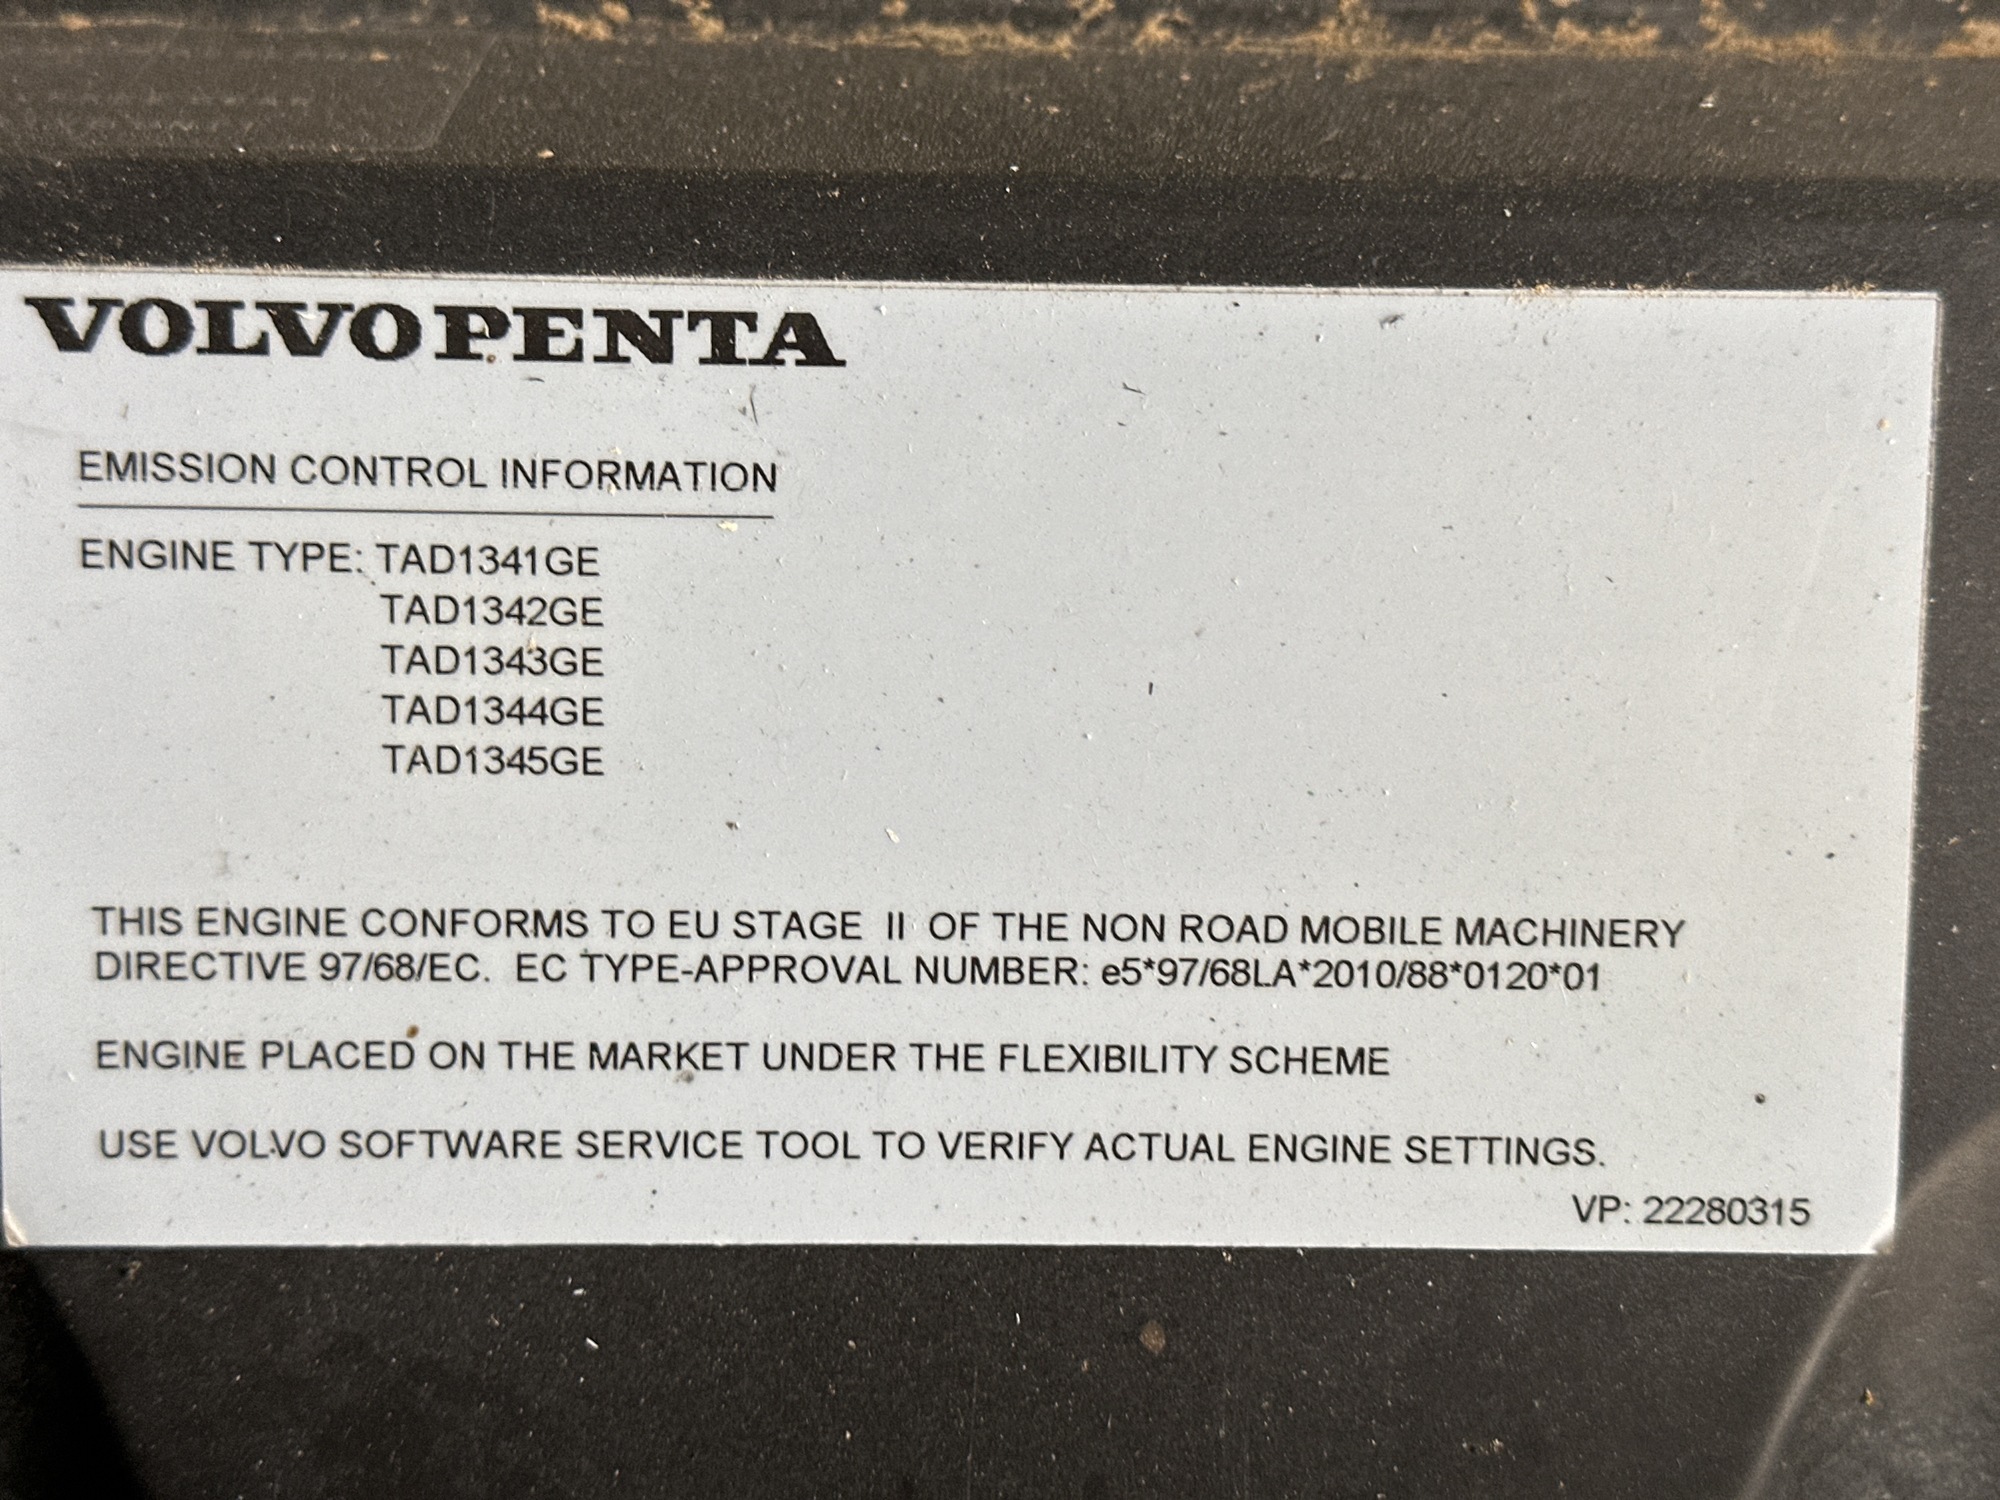 VOLVO PENTA
EMISSION CONTROL INFORMATION
ENGINE TYPE: TAD1341GE
TAD1342GE
TAD1343GE
TAD1344GE
TAD1345GE
THIS ENGINE CONFORMS TO EU STAGE II OF THE NON ROAD MOBILE MACHINERY
DIRECTIVE 97/68/EC. EC TYPE-APPROVAL NUMBER: e5*97/68LA*2010/88*0120*01
ENGINE PLACED ON THE MARKET UNDER THE FLEXIBILITY SCHEME
USE VOLVO SOFTWARE SERVICE TOOL TO VERIFY ACTUAL ENGINE SETTINGS.
VP: 22280315